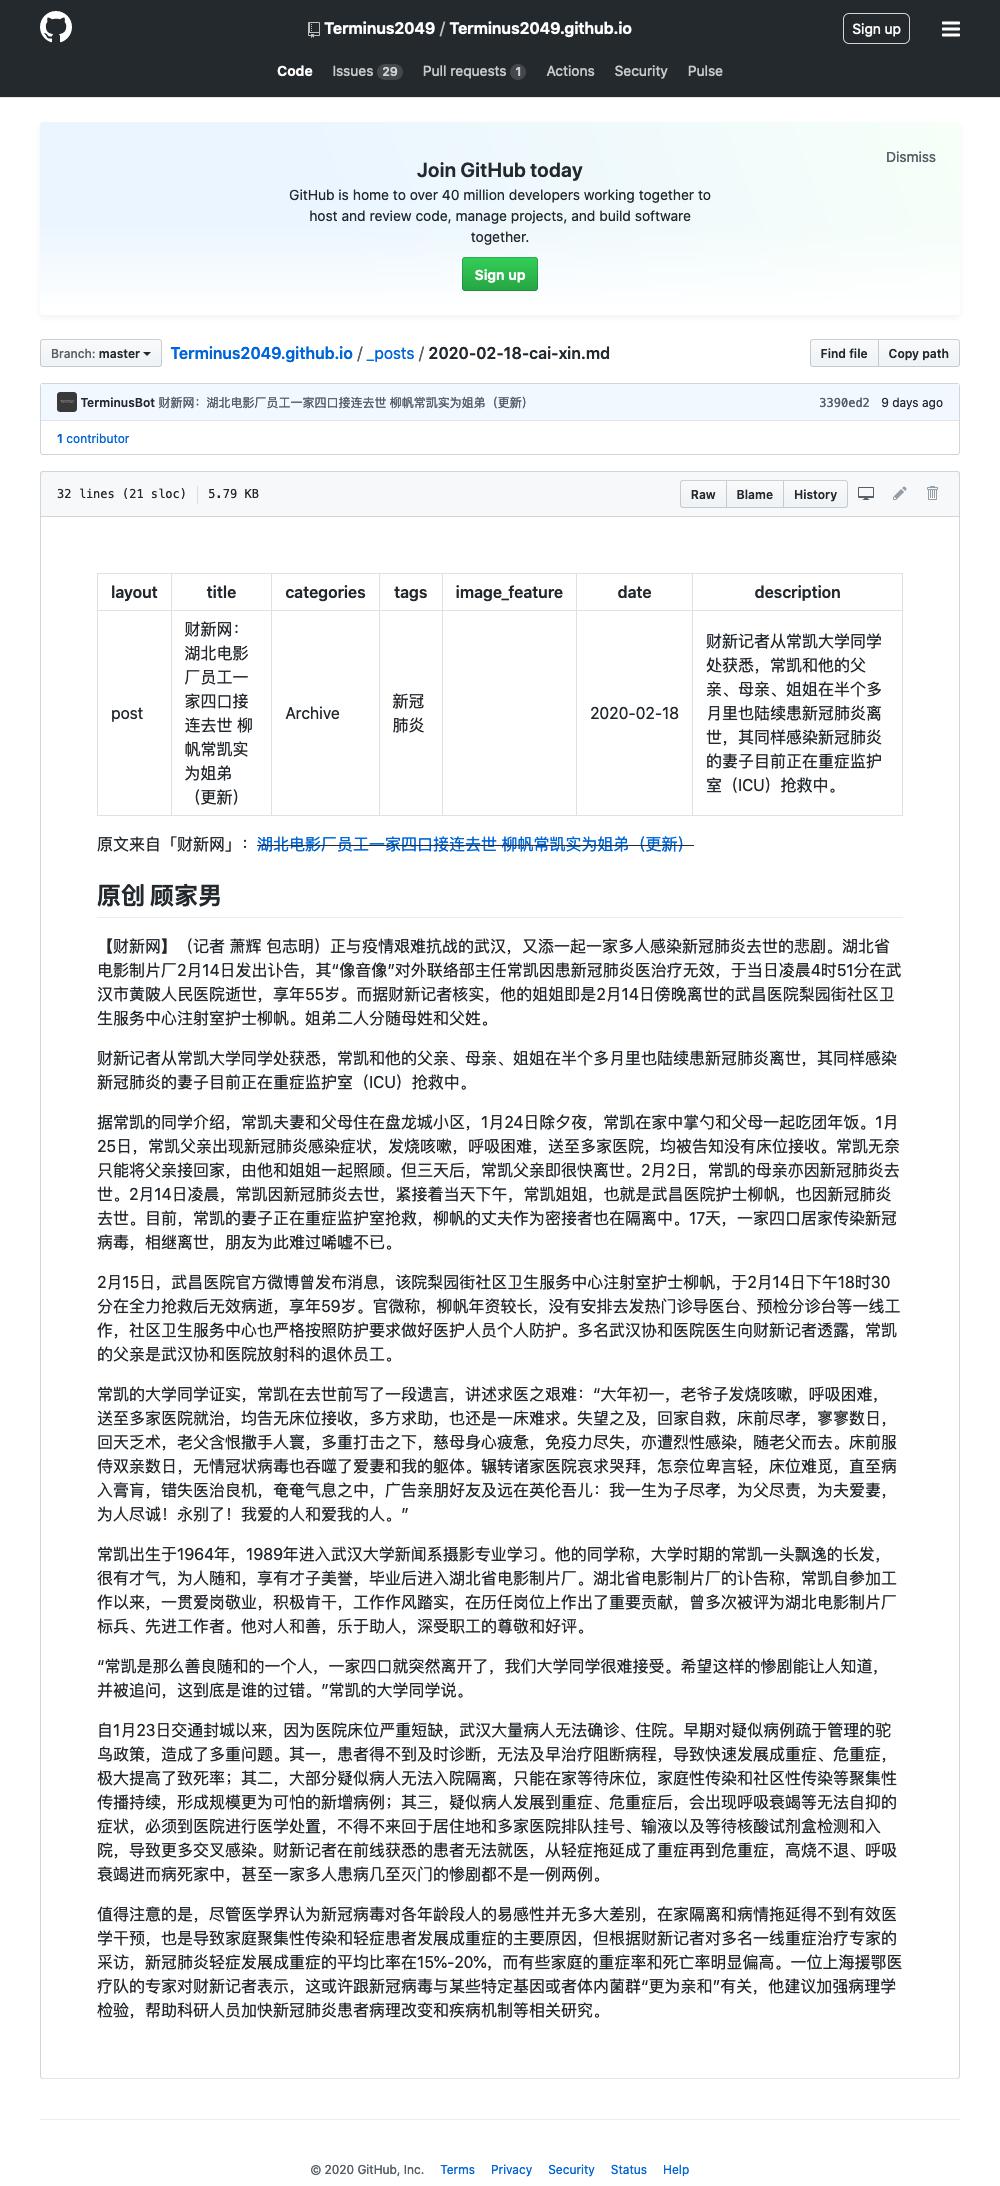 Terminus2049 / Terminus2049.github.io
Sign up
Code Issues 29 Pull requests 1 Actions Security Pulse
Dismiss
Join GitHub today
GitHub is home to over 40 million developers working together to
host and review code, manage projects, and build software
together.
Sign up
Branch: master
Terminus2049.github.io / _posts / 2020-02-18-cai-xin.md
Find file Copy path
TerminusBot 财新网：湖北电影厂员工一家四口接连去世 柳帆常凯实为姐弟（更新）
3390ed2 9 days ago
1 contributor
32 lines (21 sloc) 5.79 KB
Raw Blame History
layout title categories tags image_feature date description
post
财新网：
湖北电影
厂员工一
家四口接
连去世 柳
帆常凯实
为姐弟
（更新）
Archive
新冠
肺炎
2020-02-18
财新记者从常凯大学同学
处获悉，常凯和他的父
亲、母亲、姐姐在半个多
月里也陆续患新冠肺炎离
世，其同样感染新冠肺炎
的妻子目前正在重症监护
室（ICU）抢救中。
原文来自「财新网」：湖北电影厂员工一家四口接连去世 柳帆常凯实为姐弟（更新）
原创 顾家男
【财新网】（记者 萧辉 包志明）正与疫情艰难抗战的武汉，又添一起一家多人感染新冠肺炎去世的悲剧。湖北省
电影制片厂2月14日发出讣告，其“像音像”对外联络部主任常凯因患新冠肺炎医治疗无效，于当日凌晨4时51分在武
汉市黄陂人民医院逝世，享年55岁。而据财新记者核实，他的姐姐即是2月14日傍晚离世的武昌医院梨园街社区卫
生服务中心注射室护士柳帆。姐弟二人分随母姓和父姓。
财新记者从常凯大学同学处获悉，常凯和他的父亲、母亲、姐姐在半个多月里也陆续患新冠肺炎离世，其同样感染
新冠肺炎的妻子目前正在重症监护室（ICU）抢救中。
据常凯的同学介绍，常凯夫妻和父母住在盘龙城小区，1月24日除夕夜，常凯在家中掌勺和父母一起吃团年饭。1月
25日，常凯父亲出现新冠肺炎感染症状，发烧咳嗽，呼吸困难，送至多家医院，均被告知没有床位接收。常凯无奈
只能将父亲接回家，由他和姐姐一起照顾。但三天后，常凯父亲即很快离世。2月2日，常凯的母亲亦因新冠肺炎去
世。2月14日凌晨，常凯因新冠肺炎去世，紧接着当天下午，常凯姐姐，也就是武昌医院护士柳帆，也因新冠肺炎
去世。目前，常凯的妻子正在重症监护室抢救，柳帆的丈夫作为密接者也在隔离中。17天，一家四口居家传染新冠
病毒，相继离世，朋友为此难过唏嘘不已。
2月15日，武昌医院官方微博曾发布消息，该院梨园街社区卫生服务中心注射室护士柳帆，于2月14日下午18时30
分在全力抢救后无效病逝，享年59岁。官微称，柳帆年资较长，没有安排去发热门诊导医台、预检分诊台等一线工
作，社区卫生服务中心也严格按照防护要求做好医护人员个人防护。多名武汉协和医院医生向财新记者透露，常凯
的父亲是武汉协和医院放射科的退休员工。
常凯的大学同学证实，常凯在去世前写了一段遗言，讲述求医之艰难：“大年初一，老爷子发烧咳嗽，呼吸困难，
送至多家医院就治，均告无床位接收，多方求助，也还是一床难求。失望之及，回家自救，床前尽孝，寥寥数日，
回天乏术，老父含恨撒手人寰，多重打击之下，慈母身心疲惫，免疫力尽失，亦遭烈性感染，随老父而去。床前服
侍双亲数日，无情冠状病毒也吞噬了爱妻和我的躯体。辗转诸家医院哀求哭拜，怎奈位卑言轻，床位难觅，直至病
入膏肓，错失医治良机，奄奄气息之中，广告亲朋好友及远在英伦吾儿：我一生为子尽孝，为父尽责，为夫爱妻，
为人尽诚！永别了！我爱的人和爱我的人。”
常凯出生于1964年，1989年进入武汉大学新闻系摄影专业学习。他的同学称，大学时期的常凯一头飘逸的长发，
很有才气，为人随和，享有才子美誉，毕业后进入湖北省电影制片厂。湖北省电影制片厂的讣告称，常凯自参加工
作以来，一贯爱岗敬业，积极肯干，工作作风踏实，在历任岗位上作出了重要贡献，曾多次被评为湖北电影制片厂
标兵、先进工作者。他对人和善，乐于助人，深受职工的尊敬和好评。
“常凯是那么善良随和的一个人，一家四口就突然离开了，我们大学同学很难接受。希望这样的惨剧能让人知道，
并被追问，这到底是谁的过错。”常凯的大学同学说。
自1月23日交通封城以来，因为医院床位严重短缺，武汉大量病人无法确诊、住院。早期对疑似病例疏于管理的驼
鸟政策，造成了多重问题。其一，患者得不到及时诊断，无法及早治疗阻断病程，导致快速发展成重症、危重症，
极大提高了致死率；其二，大部分疑似病人无法入院隔离，只能在家等待床位，家庭性传染和社区性传染等聚集性
传播持续，形成规模更为可怕的新增病例；其三，疑似病人发展到重症、危重症后，会出现呼吸衰竭等无法自抑的
症状，必须到医院进行医学处置，不得不来回于居住地和多家医院排队挂号、输液以及等待核酸试剂盒检测和入
院，导致更多交叉感染。财新记者在前线获悉的患者无法就医，从轻症拖延成了重症再到危重症，高烧不退、呼吸
衰竭进而病死家中，甚至一家多人患病几至灭门的惨剧都不是一例两例。
值得注意的是，尽管医学界认为新冠病毒对各年龄段人的易感性并无多大差别，在家隔离和病情拖延得不到有效医
学干预，也是导致家庭聚集性传染和轻症患者发展成重症的主要原因，但根据财新记者对多名一线重症治疗专家的
采访，新冠肺炎轻症发展成重症的平均比率在15%-20%，而有些家庭的重症率和死亡率明显偏高。一位上海援鄂医
疗队的专家对财新记者表示，这或许跟新冠病毒与某些特定基因或者体内菌群“更为亲和”有关，他建议加强病理学
检验，帮助科研人员加快新冠肺炎患者病理改变和疾病机制等相关研究。
© 2020 GitHub, Inc. Terms Privacy Security Status Help